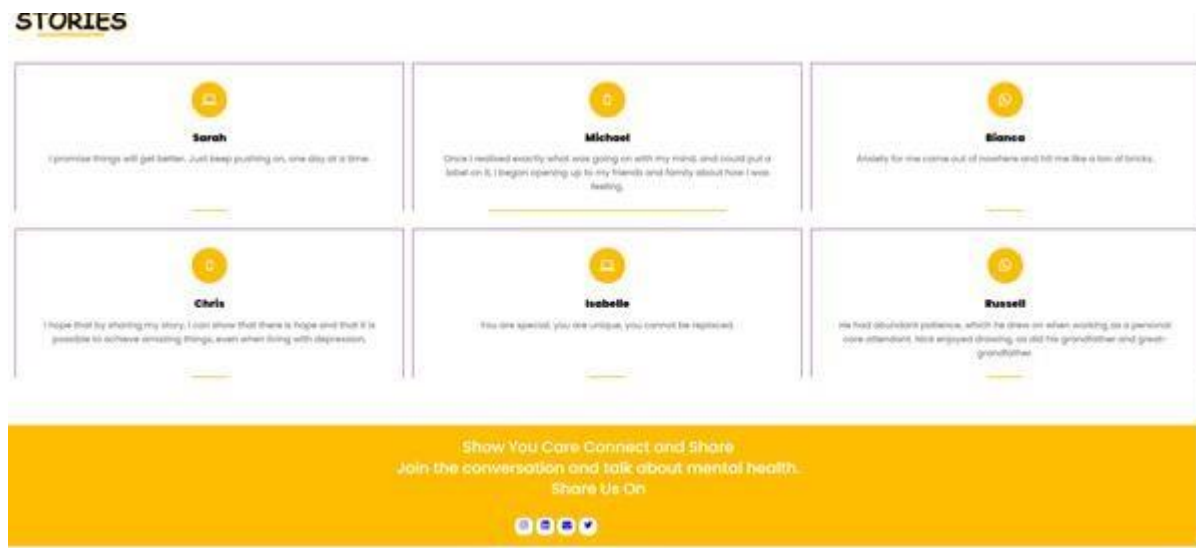 STORIES
Sarah
I promise things will get better. Just keep pushing on, one day at a time.
Michael
Once I realised exactly what was going on with my mind, and could put a
label on it, I began opening up to my friends and family about how I was
feeling.
Bianca
Anxiety for me came out of nowhere and hit me like a ton of bricks.
Chris
I hope that by sharing my story, I can show that there is hope and that it is
possible to achieve amazing things, even when living with depression.
Isabelle
You are special, you are unique, you cannot be replaced.
Russell
He had abundant patience, which he drew on when working as a personal
care attendant. Nick enjoyed drawing, as did his grandfather and great-
grandfather.
Show You Care Connect and Share
Join the conversation and talk about mental health.
Share Us On